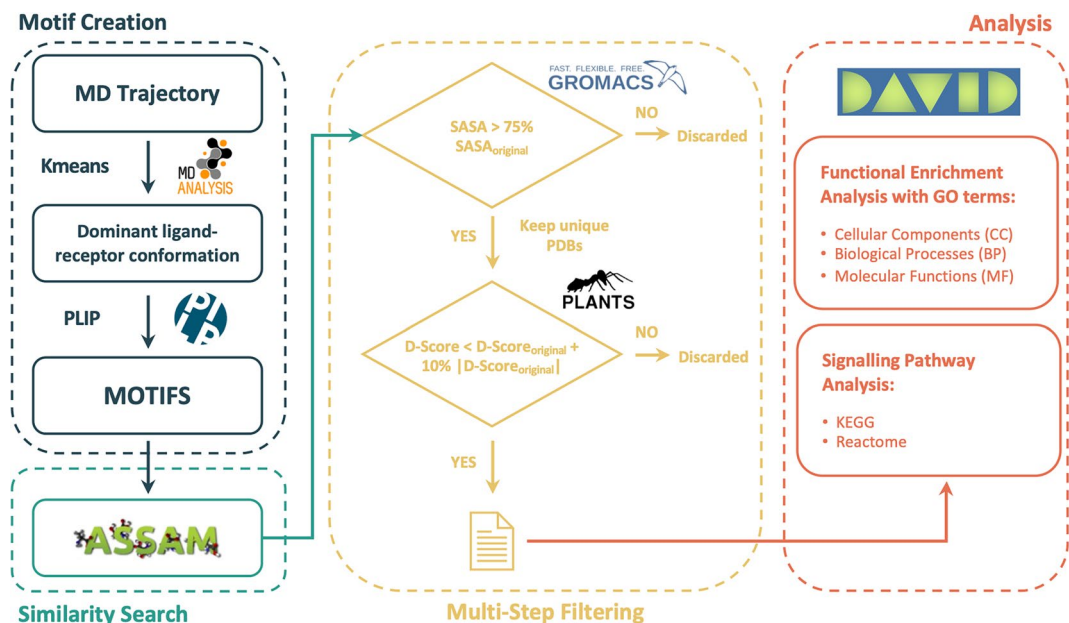 Motif Creation
MD Trajectory
Kmeans
MD
ANALYSIS
Dominant ligand-
receptor conformation
PLIP
PLIP
MOTIFS
ASSAM
Similarity Search
FAST. FLEXIBLE. FREE.
GROMACS
SASA > 75%
SASAoriginal
NO
Discarded
YES
Keep unique
PDBs
PLANTS
D-Score < D-Scoreoriginal +
10% |D-Scoreoriginal|
NO
Discarded
YES
Multi-Step Filtering
Analysis
DAVID
Functional Enrichment
Analysis with GO terms:
• Cellular Components (CC)
• Biological Processes (BP)
• Molecular Functions (MF)
Signalling Pathway
Analysis:
• KEGG
• Reactome